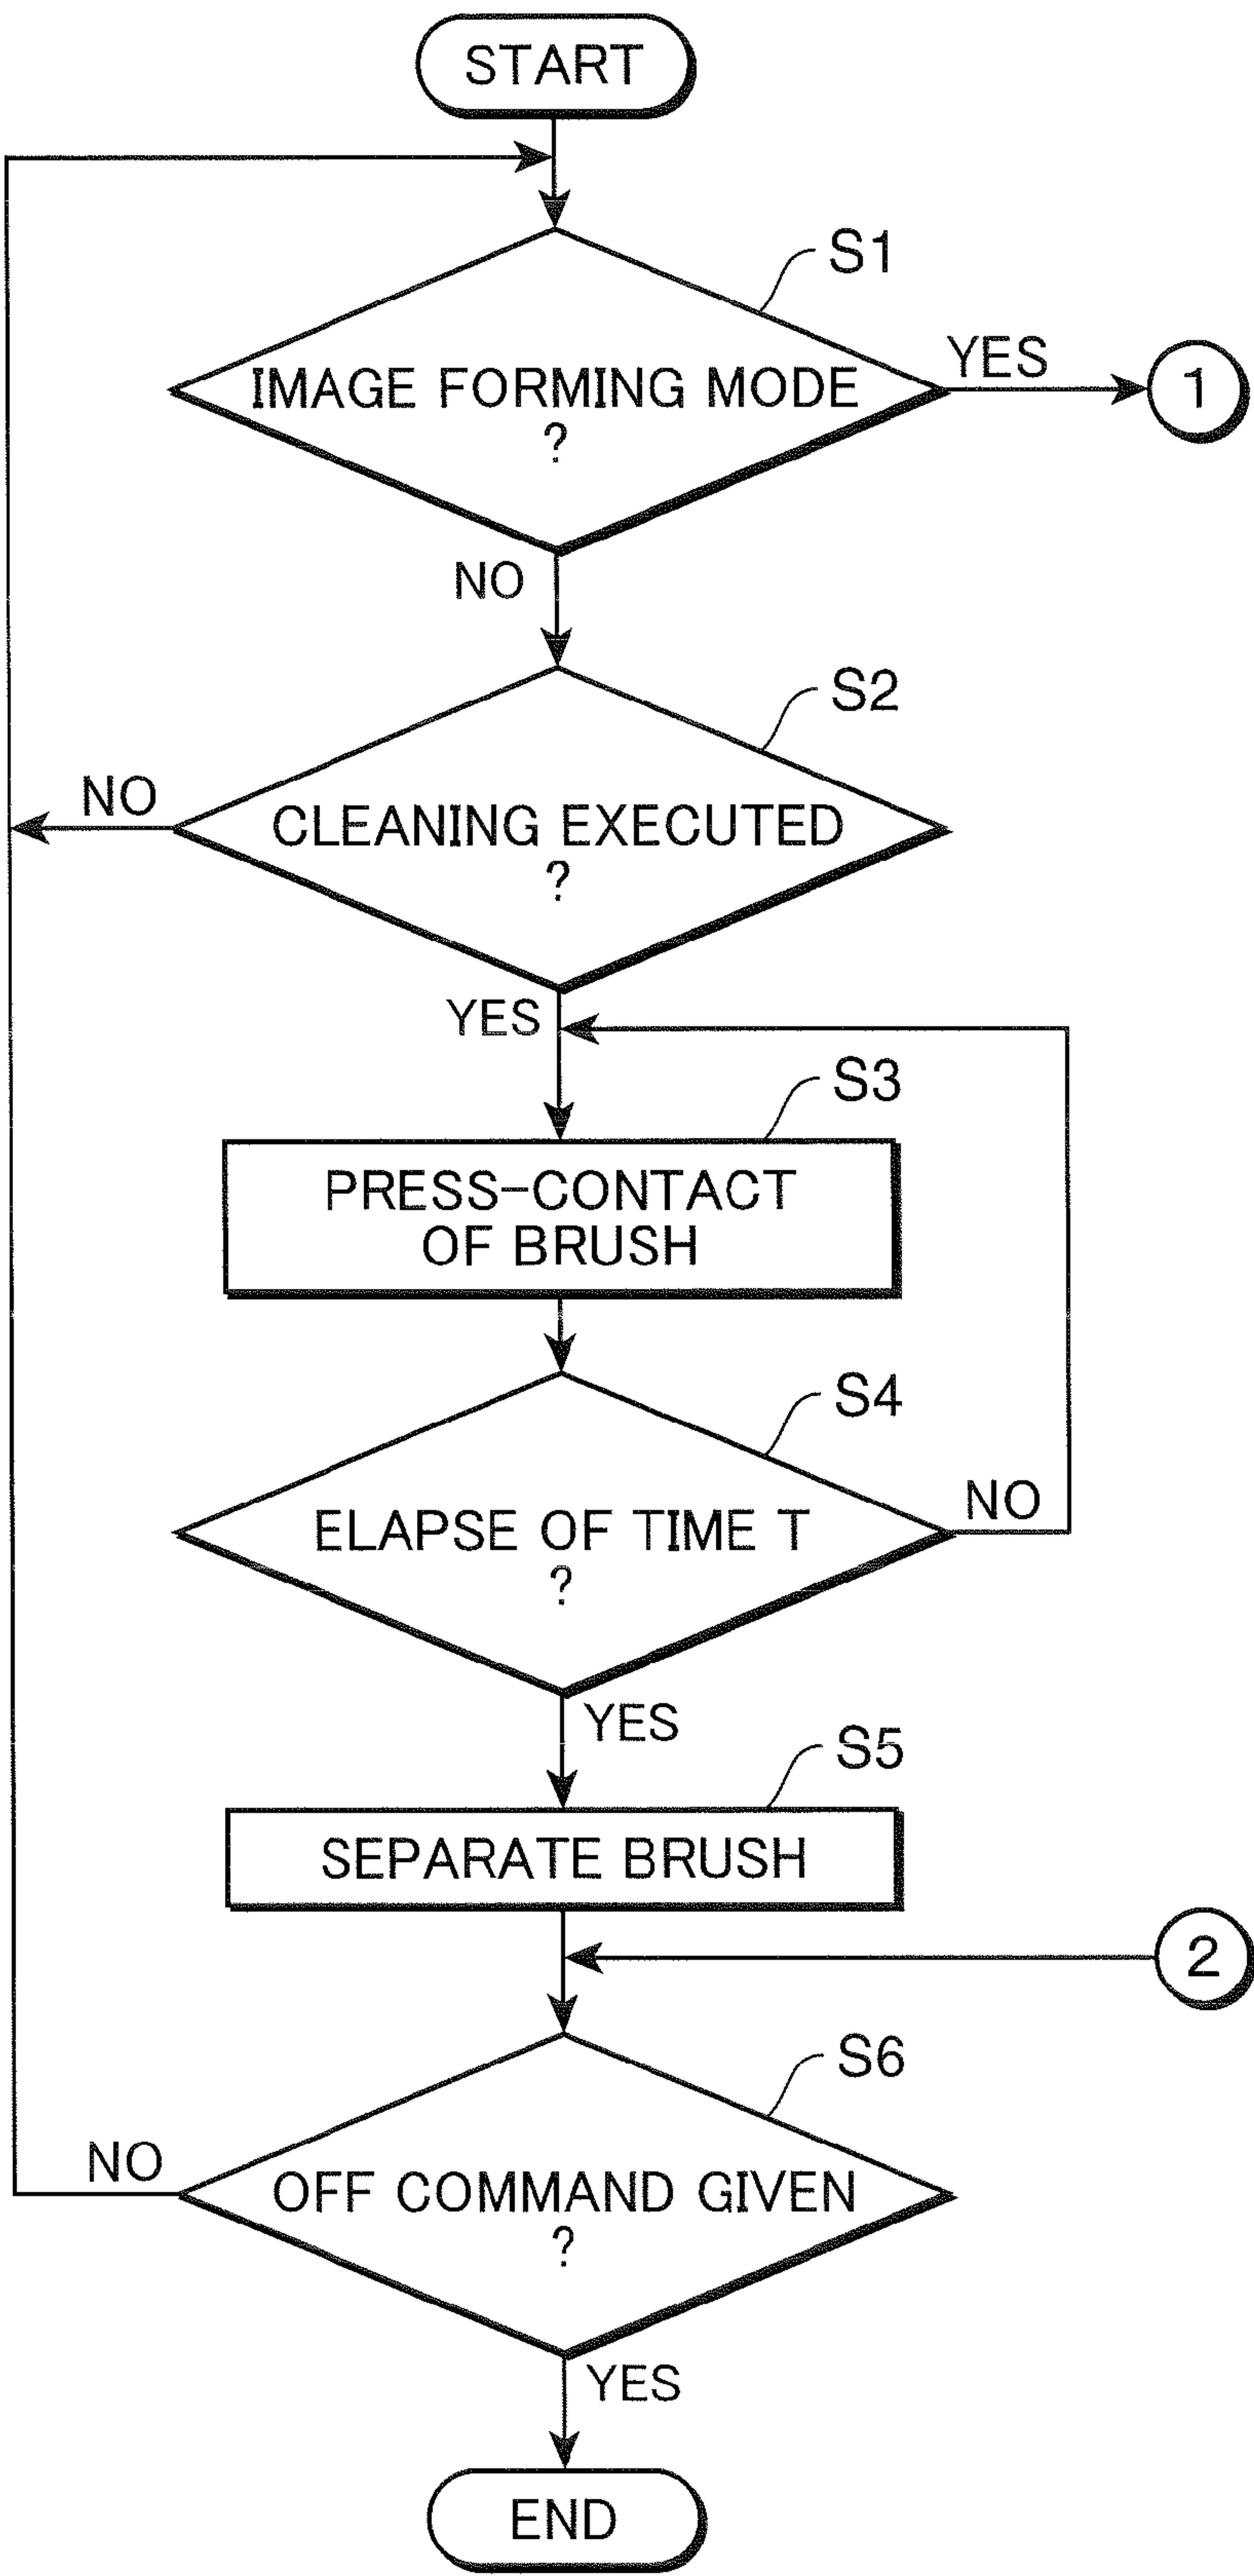 START
S1
IMAGE FORMING MODE
?
YES
1
NO
S2
NO
CLEANING EXECUTED
?
YES
S3
PRESS-CONTACT
OF BRUSH
S4
ELAPSE OF TIME T
?
NO
YES
S5
SEPARATE BRUSH
2
S6
NO
OFF COMMAND GIVEN
?
YES
END